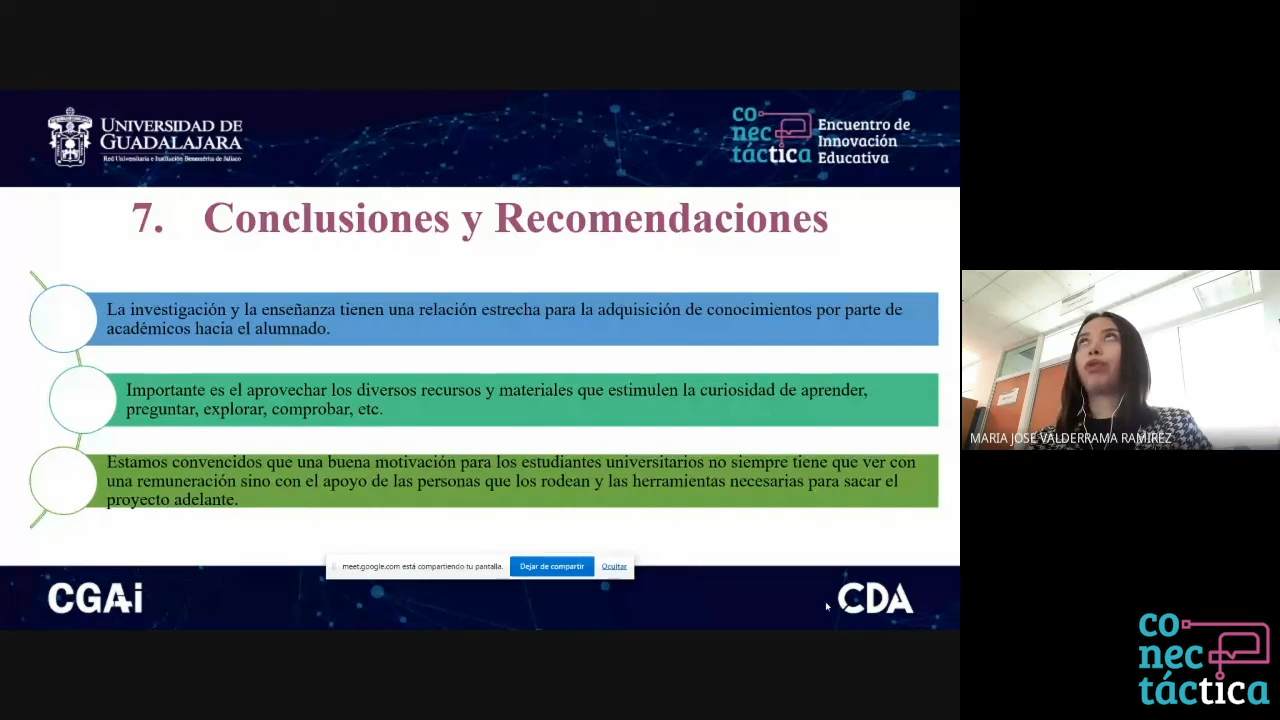 UNIVERSIDAD DE
GUADALAJARA
Red Universitaria e Institución Benemérita de Jalisco
co
nec
táctica
Encuentro de
Innovación
Educativa
7. Conclusiones y Recomendaciones
La investigación y la enseñanza tienen una relación estrecha para la adquisición de conocimientos por parte de
académicos hacia el alumnado.
Importante es el aprovechar los diversos recursos y materiales que estimulen la curiosidad de aprender,
preguntar, explorar, comprobar, etc.
Estamos convencidos que una buena motivación para los estudiantes universitarios no siempre tiene que ver con
una remuneración sino con el apoyo de las personas que los rodean y las herramientas necesarias para sacar el
proyecto adelante.
meet.google.com está compartiendo tu pantalla.
Dejar de compartir
Ocultar
CGAi
CDA
MARIA JOSE VALDERRAMA RAMIREZ
co
nec
táctica